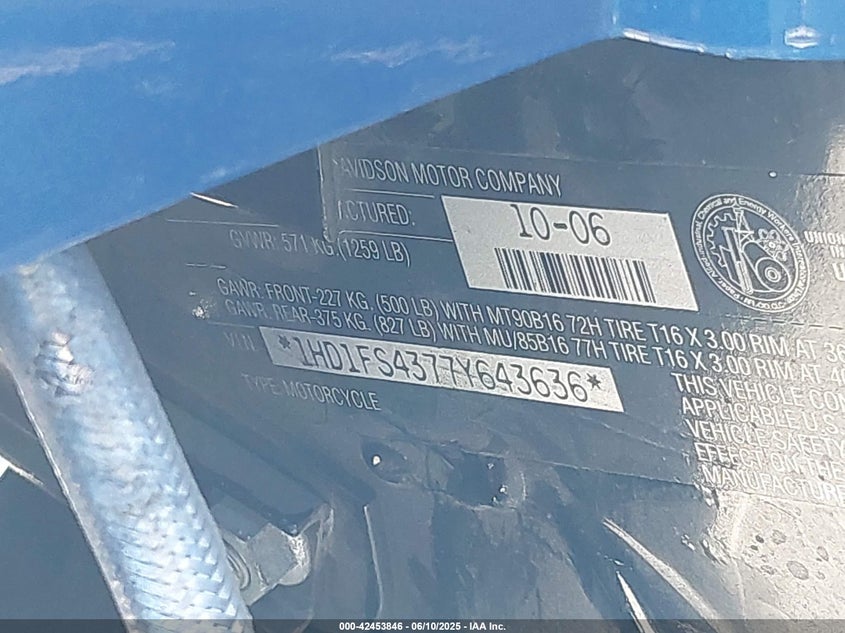 AVIDSON MOTOR COMPANY
ACTURED:
10-06
GVWR: 571 KG.(1259 LB)
GAWR: FRONT-227 KG. (500 LB) WITH MT90B16 72H TIRE T16 X 3.00 RIM AT 36
GAWR: REAR-375 KG. (827 LB) WITH MU/85B16 77H TIRE T16 X 3.00 RIM AT 40
V.I.N. *1HD1FS4377Y643636*
TYPE: MOTORCYCLE
THIS VEHICLE CO
APPLICABLE U.S
VEHICLE SAFETY
EFFECT ON THE
MANUFACTURE
UNION
000-42453846 - 06/10/2025 - IAA Inc.